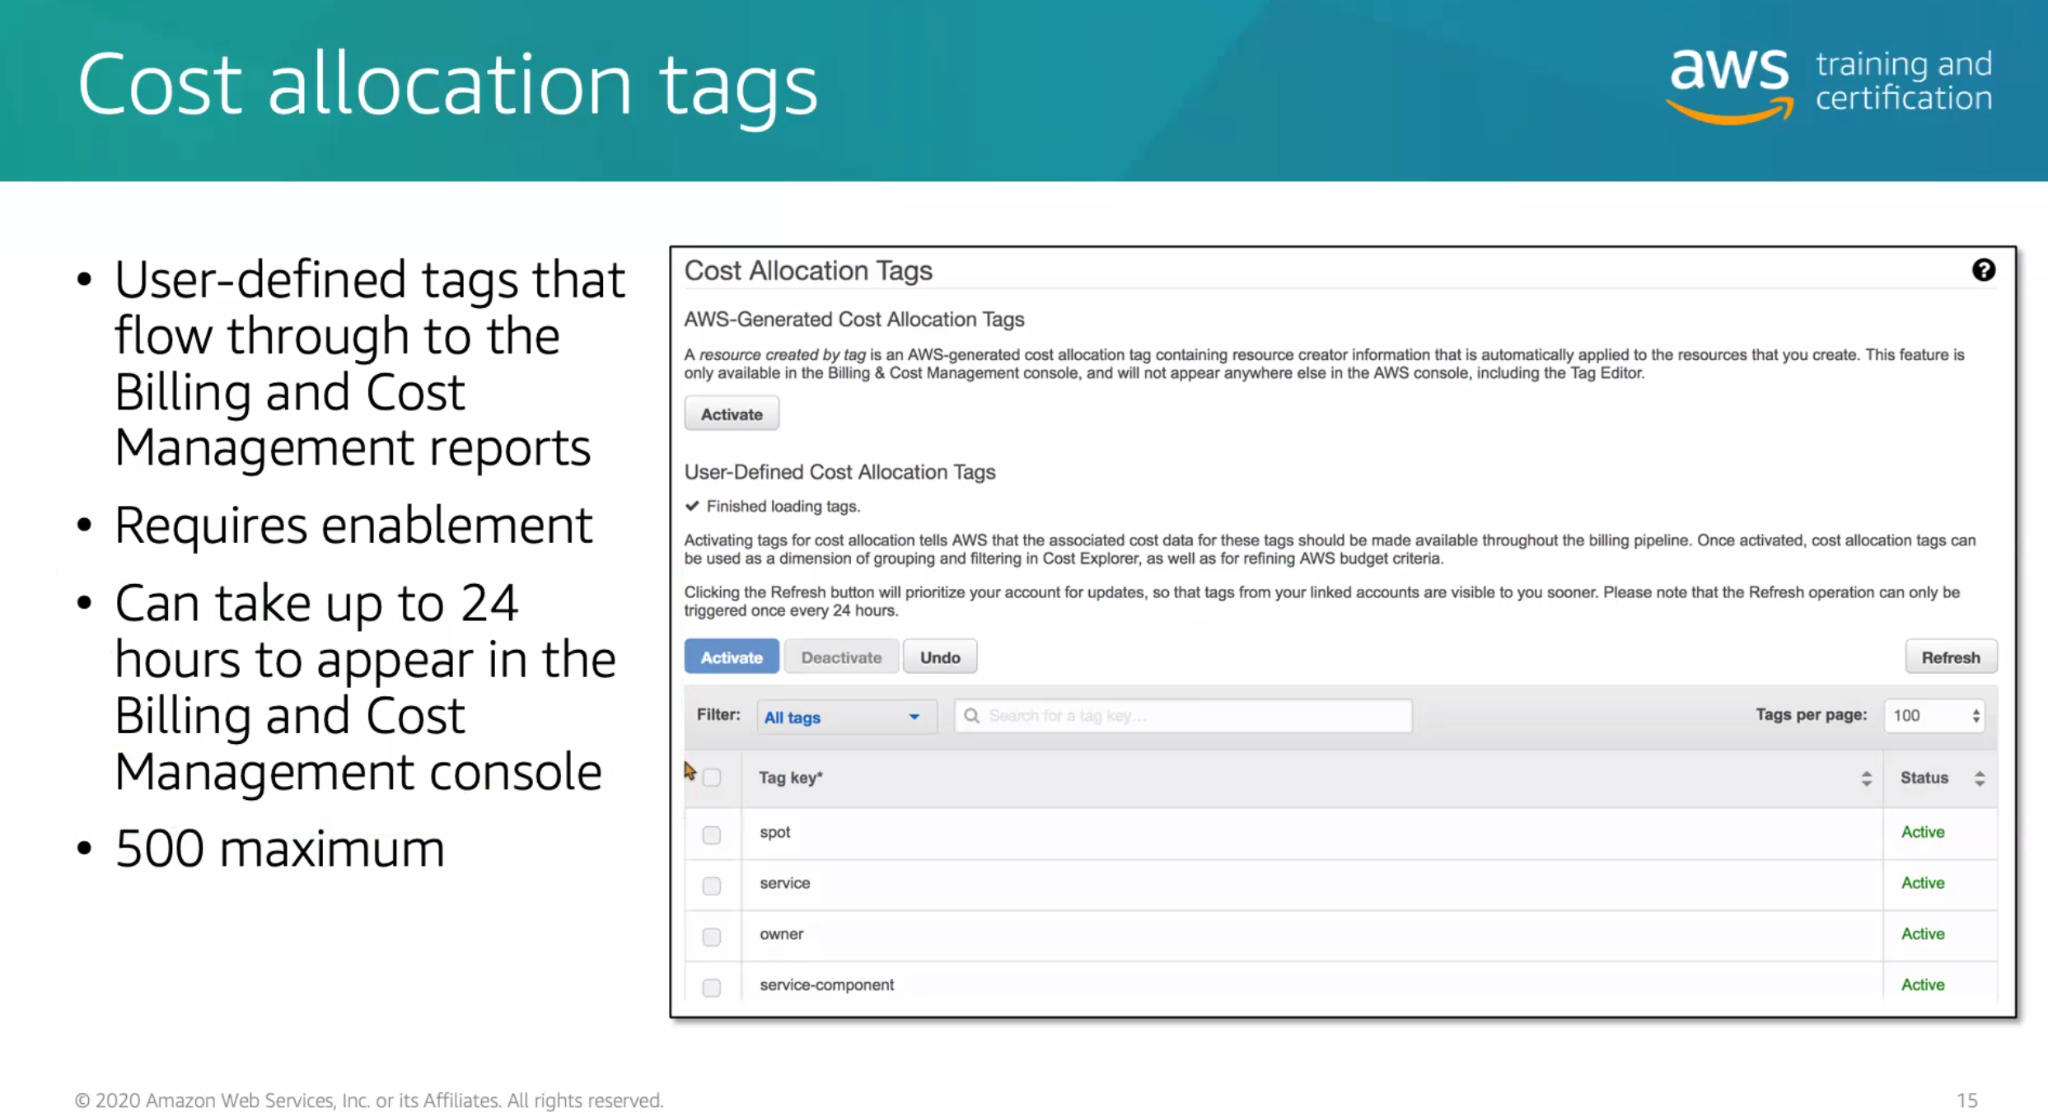 Cost allocation tags
aws training and
certification
• User-defined tags that
flow through to the
Billing and Cost
Management reports
• Requires enablement
• Can take up to 24
hours to appear in the
Billing and Cost
Management console
• 500 maximum
Cost Allocation Tags
?
AWS-Generated Cost Allocation Tags
A resource created by tag is an AWS-generated cost allocation tag containing resource creator information that is automatically applied to the resources that you create. This feature is
only available in the Billing & Cost Management console, and will not appear anywhere else in the AWS console, including the Tag Editor.
Activate
User-Defined Cost Allocation Tags
✔ Finished loading tags.
Activating tags for cost allocation tells AWS that the associated cost data for these tags should be made available throughout the billing pipeline. Once activated, cost allocation tags can
be used as a dimension of grouping and filtering in Cost Explorer, as well as for refining AWS budget criteria.
Clicking the Refresh button will prioritize your account for updates, so that tags from your linked accounts are visible to you sooner. Please note that the Refresh operation can only be
triggered once every 24 hours.
Activate Deactivate Undo Refresh
Filter: All tags Search for a tag key... Tags per page: 100
Tag key* Status
spot Active
service Active
owner Active
service-component Active
© 2020 Amazon Web Services, Inc. or its Affiliates. All rights reserved. 15